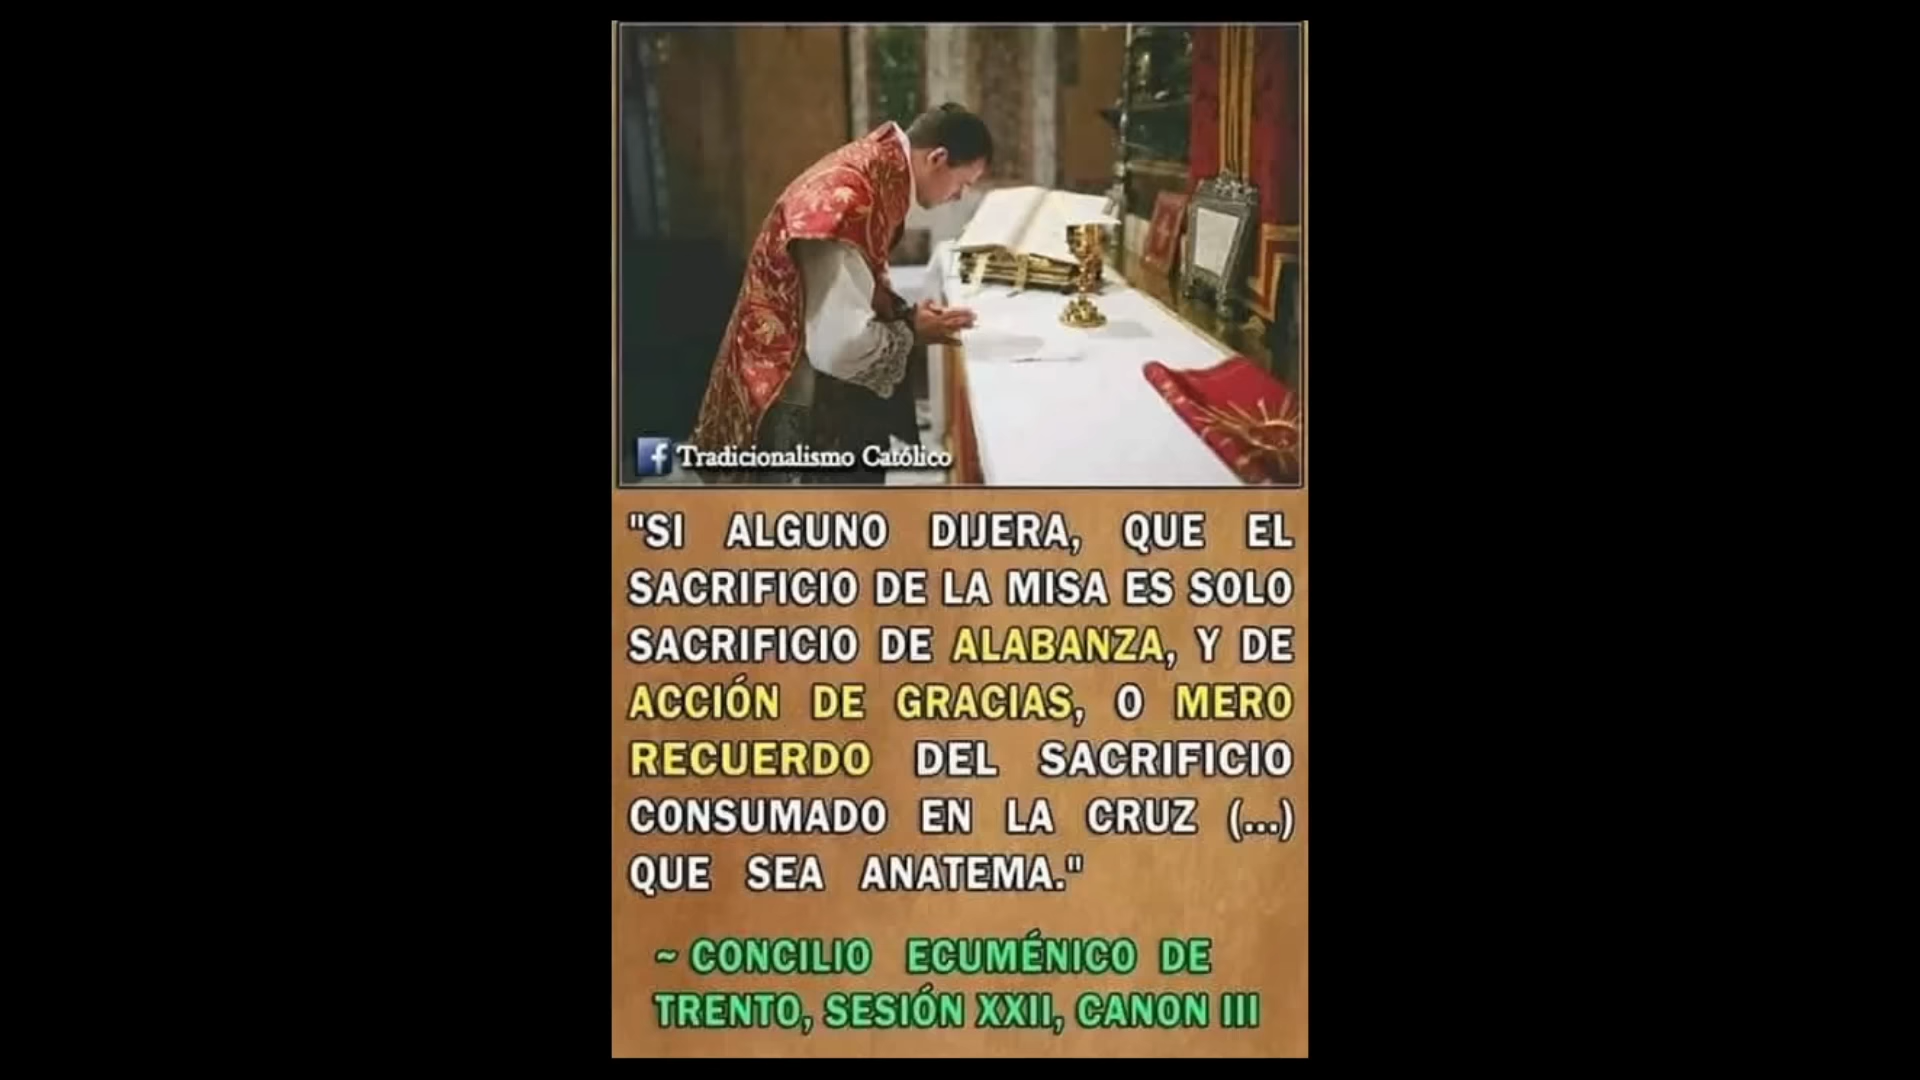 Tradicionalismo Católico
"SI ALGUNO DIJERA, QUE EL
SACRIFICIO DE LA MISA ES SOLO
SACRIFICIO DE ALABANZA, Y DE
ACCIÓN DE GRACIAS, O MERO
RECUERDO DEL SACRIFICIO
CONSUMADO EN LA CRUZ (...)
QUE SEA ANATEMA."
~ CONCILIO ECUMÉNICO DE
TRENTO, SESIÓN XXII, CANON III